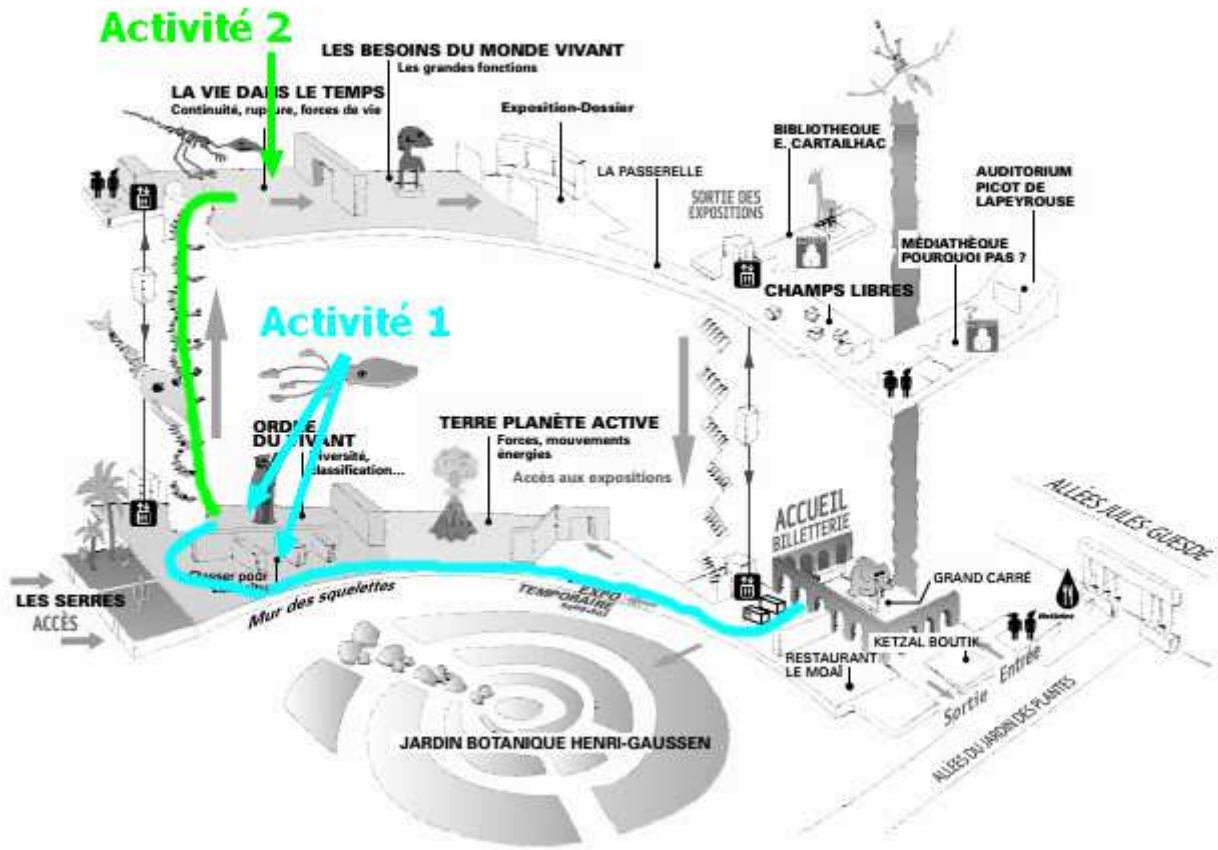 Activité 2
LES BESOINS DU MONDE VIVANT
Les grandes fonctions
LA VIE DANS LE TEMPS
Continuité, rupture, forces de vie
Exposition-Dossier
BIBLIOTHEQUE
E. CARTAILHAC
LA PASSERELLE
SORTIE DES
EXPOSITIONS
AUDITORIUM
PICOT DE
LAPEYROUSE
MÉDIATHÈQUE
POURQUOI PAS ?
CHAMPS LIBRES
Activité 1
ORDRE
DU VIVANT
diversité,
classification...
TERRE PLANÈTE ACTIVE
Forces, mouvements
énergies
Accès aux expositions
ACCUEIL
BILLETTERIE
ALLÉES JULES GUESDE
GRAND CARRÉ
LES SERRES
ACCÈS
Classer pour
Mur des squelettes
EXPO
TEMPORAIRE
KETZAL BOUTIK
RESTAURANT
LE MOAÏ
Entrée
Sortie
ALLÉES DU JARDIN DES PLANTES
JARDIN BOTANIQUE HENRI-GAUSSEN